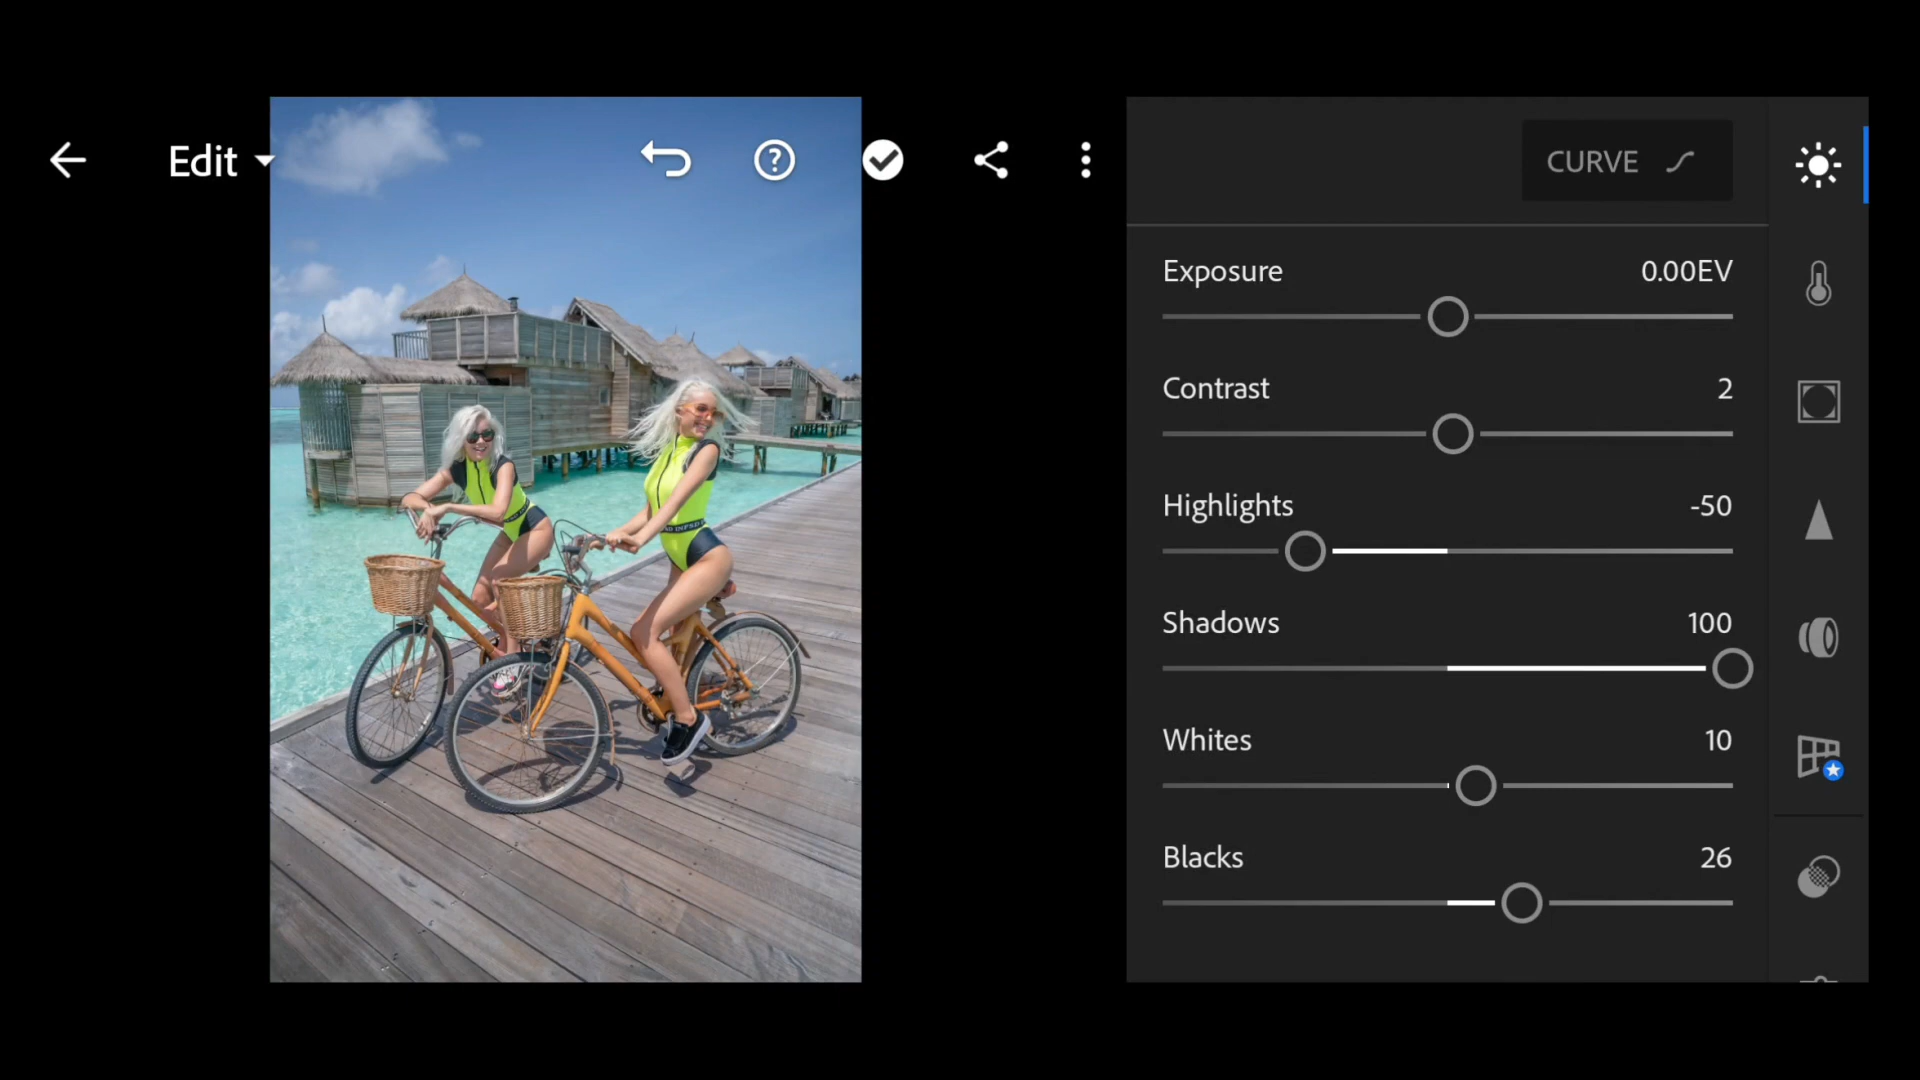 Edit
?
CURVE
Exposure 0.00EV
Contrast 2
Highlights -50
Shadows 100
Whites 10
Blacks 26